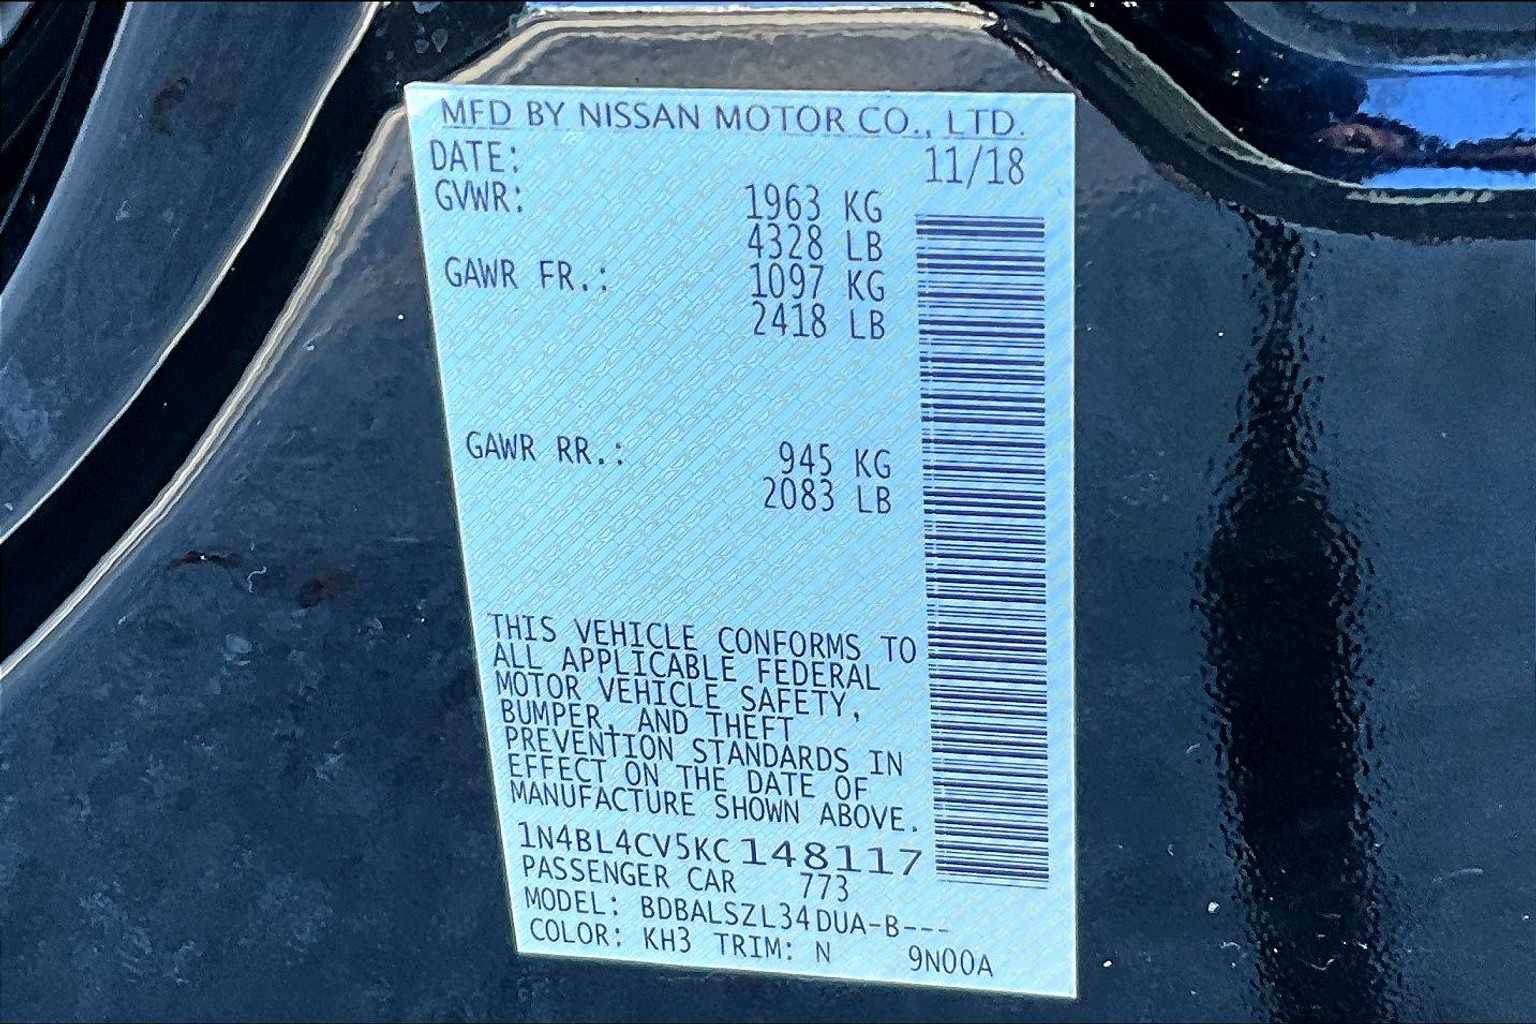 MFD BY NISSAN MOTOR CO., LTD.
DATE: 11/18
GVWR: 1963 KG
4328 LB
GAWR FR.: 1097 KG
2418 LB
GAWR RR.: 945 KG
2083 LB
THIS VEHICLE CONFORMS TO
ALL APPLICABLE FEDERAL
MOTOR VEHICLE SAFETY,
BUMPER, AND THEFT
PREVENTION STANDARDS IN
EFFECT ON THE DATE OF
MANUFACTURE SHOWN ABOVE.
1N4BL4CV5KC148117
PASSENGER CAR 773
MODEL: BDBALSZL34DUA-B---
COLOR: KH3 TRIM: N 9N00A